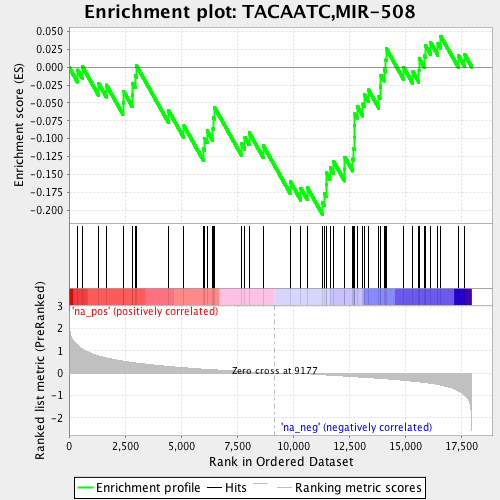 Enrichment plot: TACAATC,MIR-508
Enrichment score (ES)
0.050
0.025
0.000
-0.025
-0.050
-0.075
-0.100
-0.125
-0.150
-0.175
-0.200
'na_pos' (positively correlated)
Ranked list metric (PreRanked)
3
2
1
0
-1
-2
Zero cross at 9177
'na_neg' (negatively correlated)
0
2,500
5,000
7,500
10,000
12,500
15,000
17,500
Rank in Ordered Dataset
Enrichment profile
Hits
Ranking metric scores